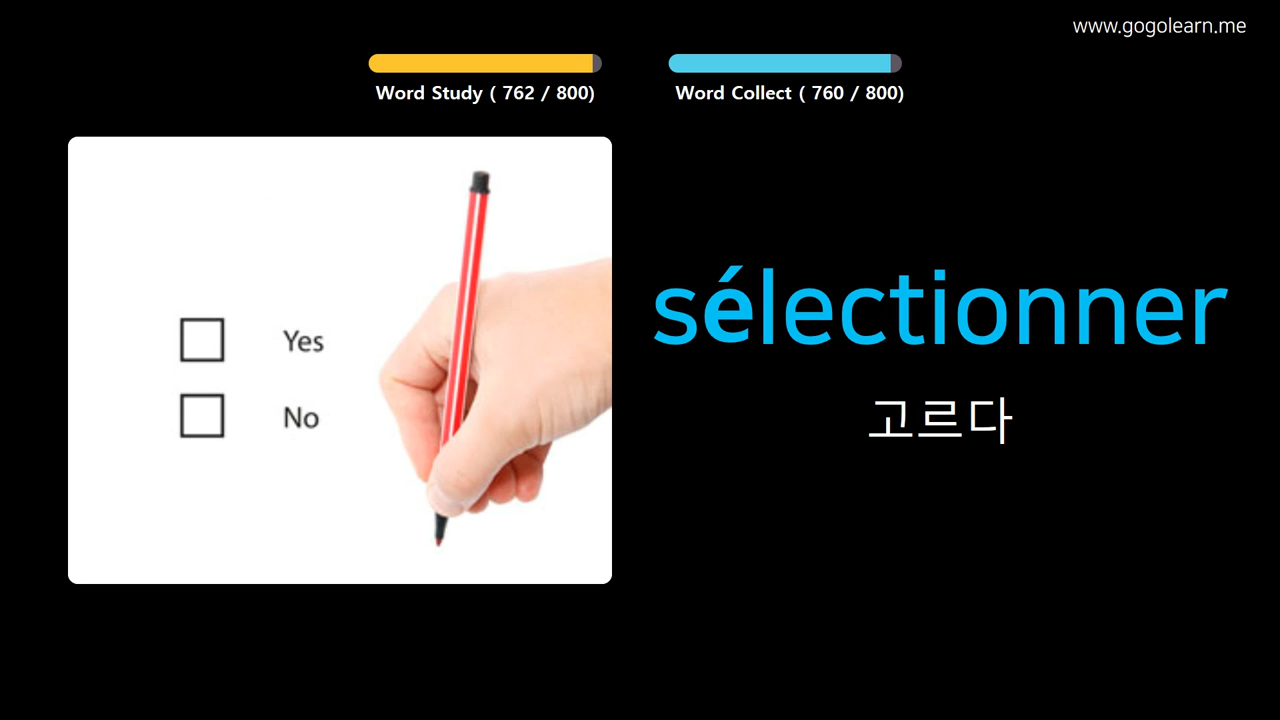 www.gogolearn.me
Word Study ( 762 / 800)
Word Collect ( 760 / 800)
Yes
No
sélectionner
고르다